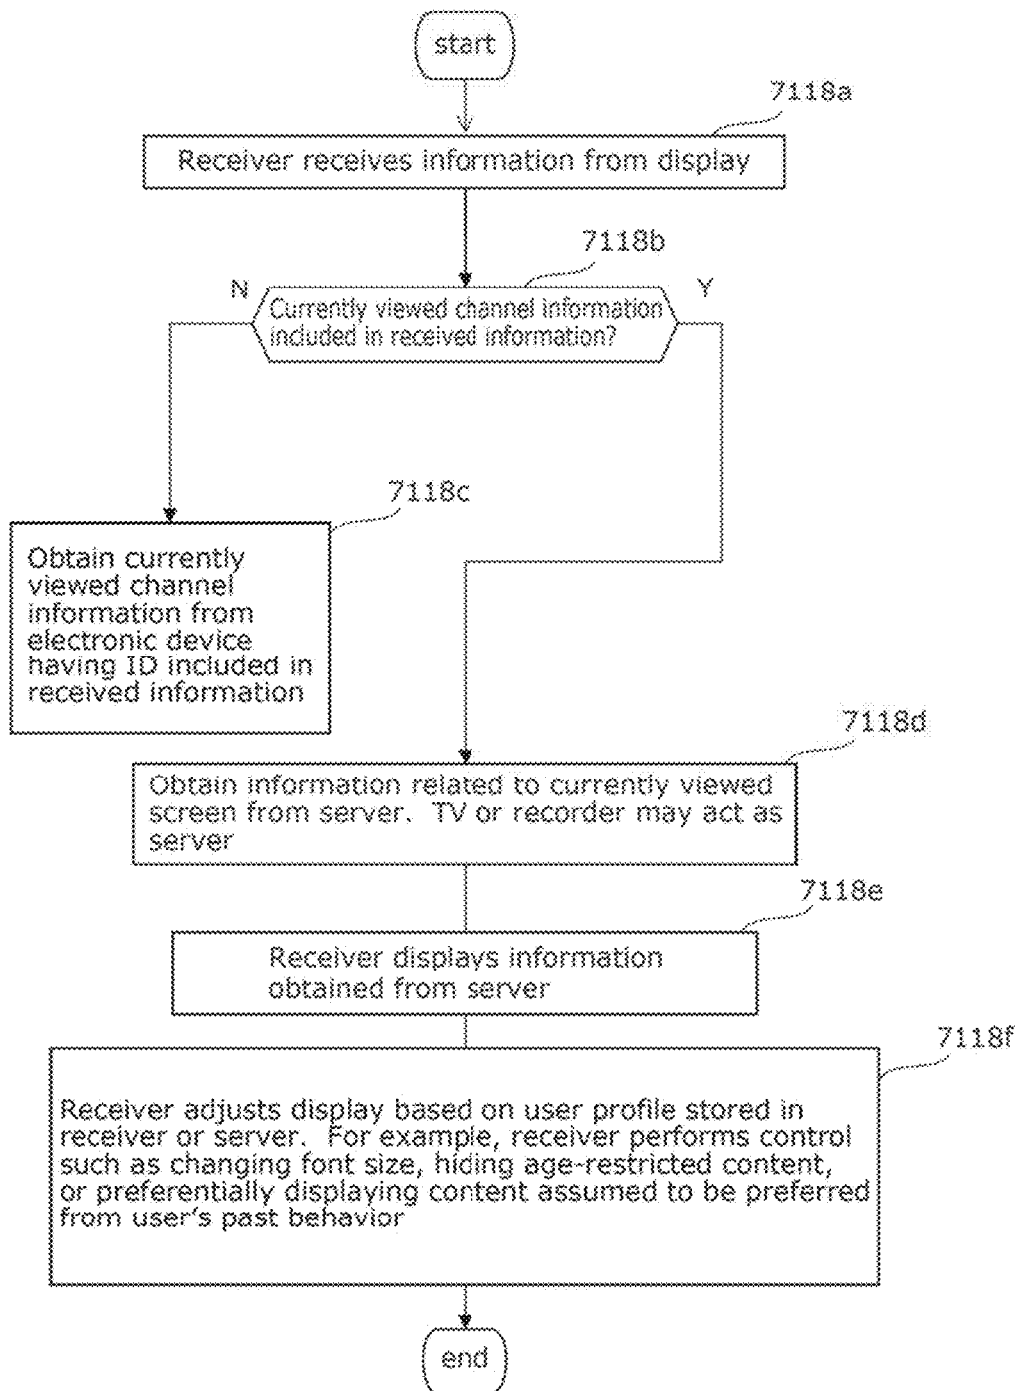 start
7118a
Receiver receives information from display
7118b
N
Y
Currently viewed channel information
included in received information?
7118c
Obtain currently
viewed channel
information from
electronic device
having ID included in
received information
7118d
Obtain information related to currently viewed
screen from server. TV or recorder may act as
server
7118e
Receiver displays information
obtained from server
7118f
Receiver adjusts display based on user profile stored in
receiver or server. For example, receiver performs control
such as changing font size, hiding age-restricted content,
or preferentially displaying content assumed to be preferred
from user's past behavior
end